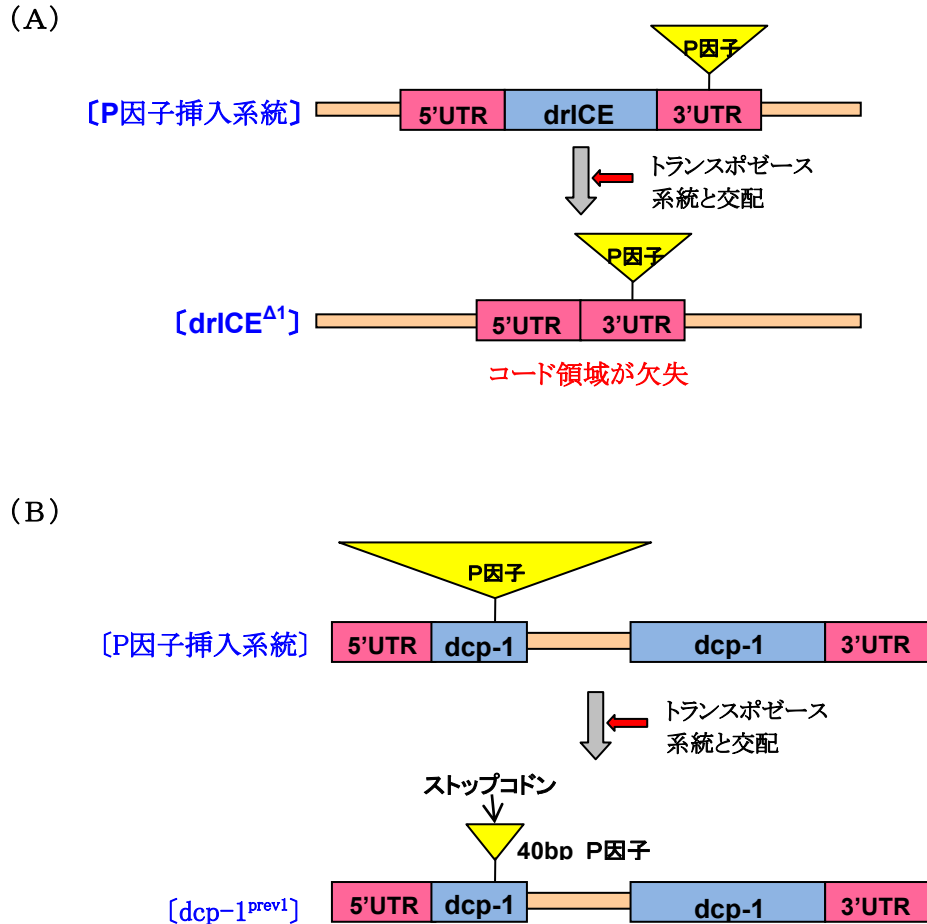 (A)
P因子
〔P因子挿入系統〕
5’UTR
drICE
3’UTR
トランスポゼース
系統と交配
P因子
〔drICEΔ1〕
5’UTR
3’UTR
コード領域が欠失
(B)
P因子
〔P因子挿入系統〕
5’UTR
dcp-1
dcp-1
3’UTR
トランスポゼース
系統と交配
ストップコドン
40bp P因子
〔dcp-1prev1〕
5’UTR
dcp-1
dcp-1
3’UTR